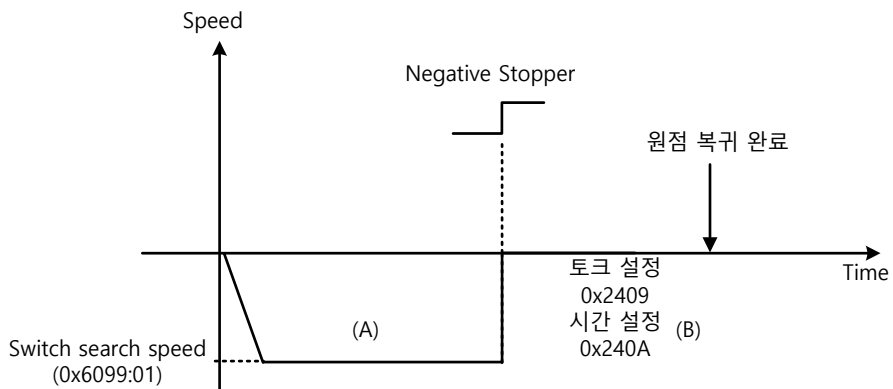 Speed
Negative Stopper
원점 복귀 완료
Time
토크 설정
0x2409
시간 설정
0x240A
(A)
(B)
Switch search speed
(0x6099:01)